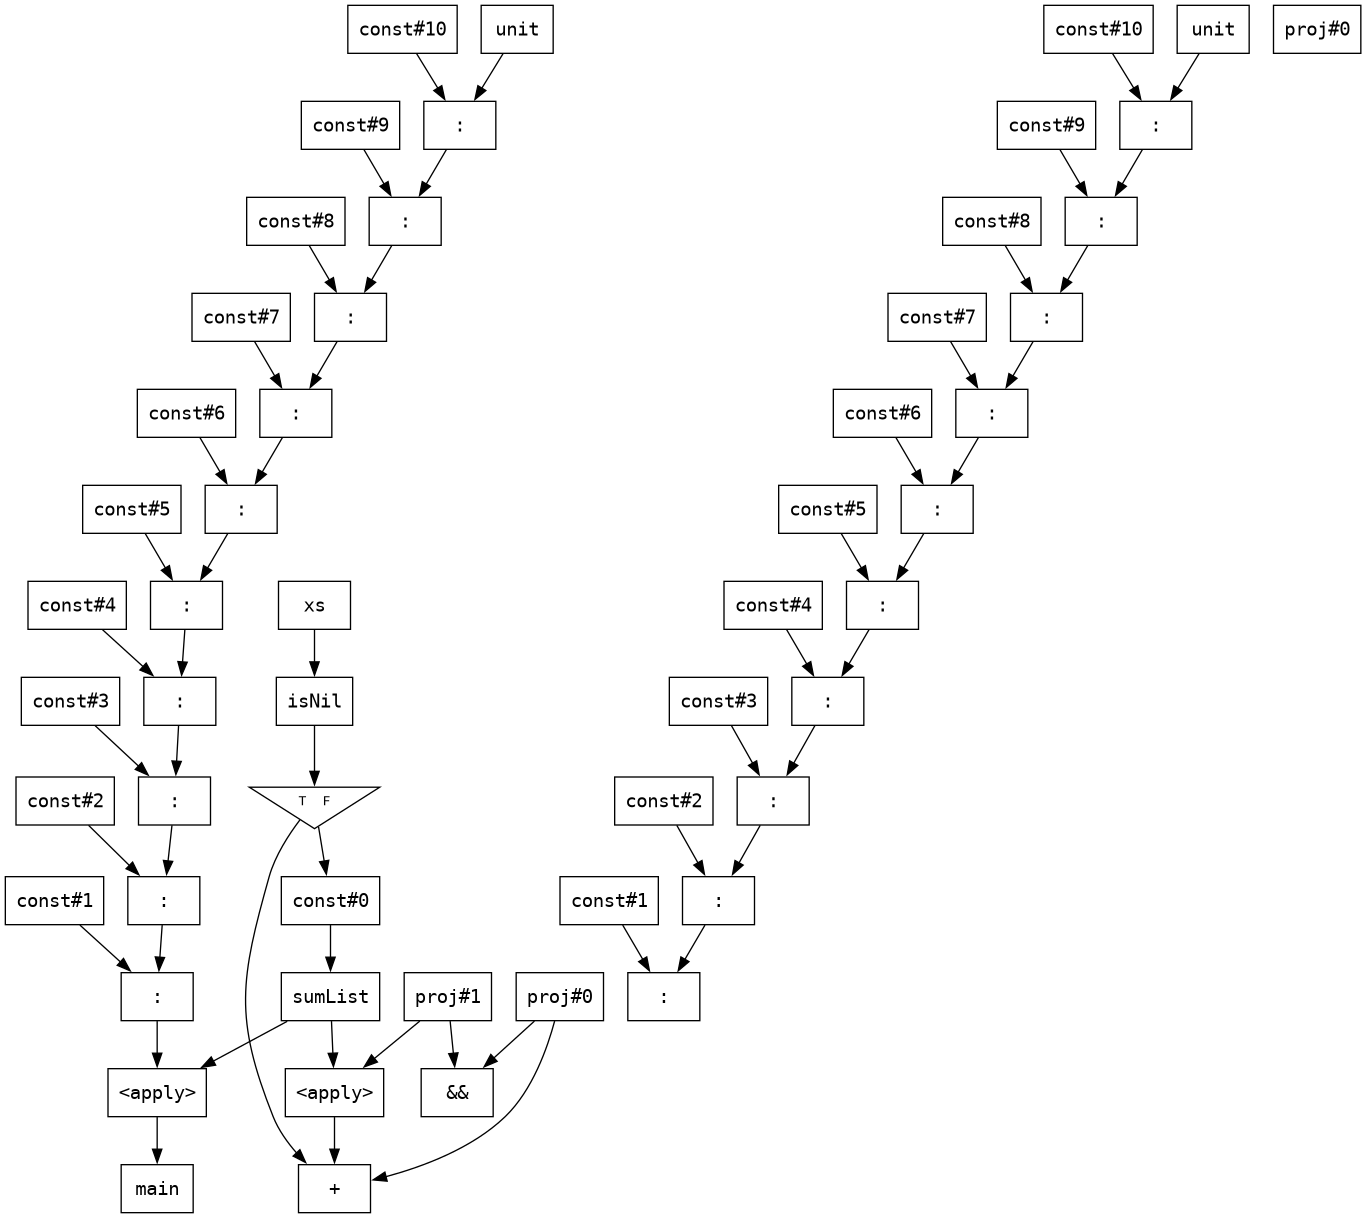 const#10 unit const#10 unit proj#0
const#9 : const#9 :
const#8 : const#8 :
const#7 : const#7 :
const#6 : const#6 :
const#5 : const#5 :
const#4 : xs const#4 :
const#3 : isNil const#3 :
const#2 : T F const#2 :
const#1 : const#0 const#1 :
: sumList proj#1 proj#0 :
<apply> <apply> &&
main +